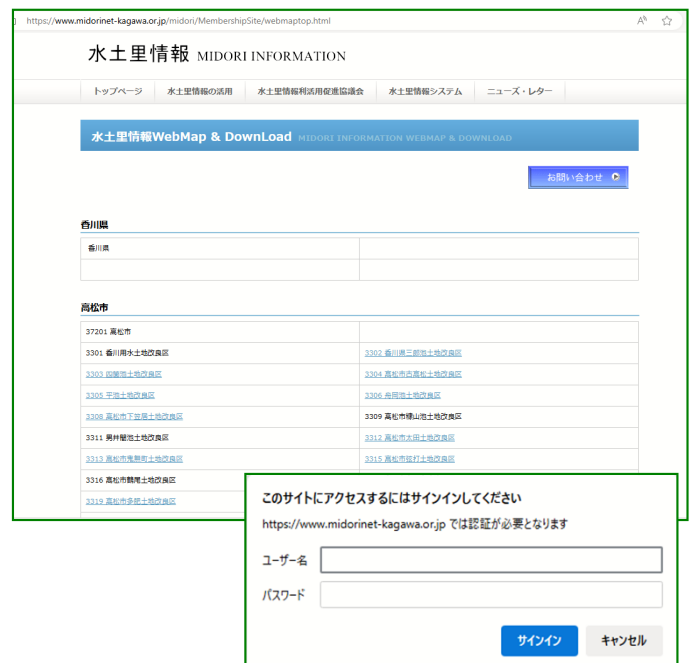 https://www.midorinet-kagawa.or.jp/midori/MembershipSite/webmaptop.html
水土里情報 MIDORI INFORMATION
トップページ 水土里情報の活用 水土里情報利活用促進協議会 水土里情報システム ニューズ・レター
水土里情報WebMap & DownLoad MIDORI INFORMATION WEBMAP & DOWNLOAD
お問い合わせ
香川県
香川県
高松市
37201 高松市
3301 香川用水土地改良区 3302 香川県三郎池土地改良区
3303 四箇池土地改良区 3304 高松市古高松土地改良区
3305 平池土地改良区 3306 舟岡池土地改良区
3308 高松市下笠居土地改良区 3309 高松市 土地改良区
3311 男井間池土地改良区 3312 高松市太田土地改良区
3313 高松市鬼無町土地改良区 3315 高松市弦打土地改良区
3316 高松市鶴尾土地改良区
3319 高松市多肥土地改良区
このサイトにアクセスするにはサインインしてください
https://www.midorinet-kagawa.or.jp では認証が必要となります
ユーザー名
パスワード
サインイン キャンセル